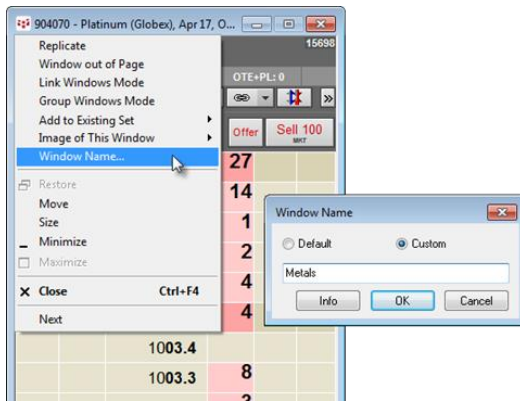 904070 - Platinum (Globex), Apr 17, O...
Replicate
Window out of Page
Link Windows Mode
Group Windows Mode
Add to Existing Set
Image of This Window
Window Name...
Restore
Move
Size
Minimize
Maximize
Close Ctrl+F4
Next
15698
OTE+PL: 0
Offer
Sell 100
MKT
27
14
1
2
4
4
1003.4
1003.3 8
Window Name
Default Custom
Metals
Info OK Cancel